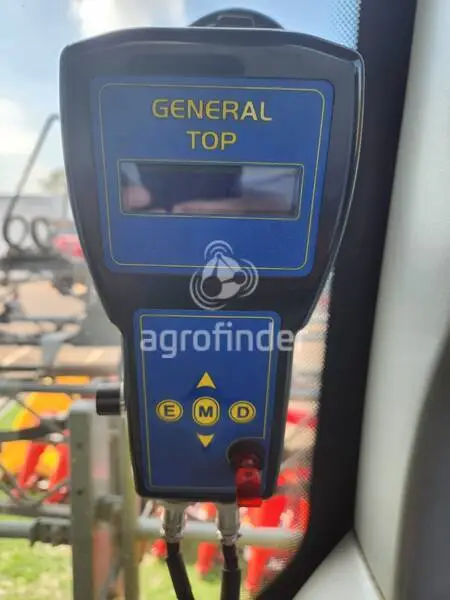 GENERAL
TOP
agrofinder
E M D